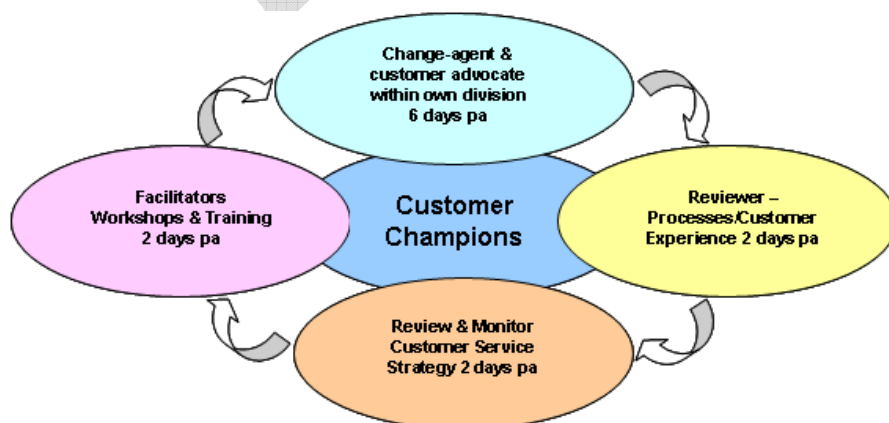 Change-agent &
customer advocate
within own division
6 days pa
Facilitators
Workshops & Training
2 days pa
Customer
Champions
Reviewer –
Processes/Customer
Experience 2 days pa
Review & Monitor
Customer Service
Strategy 2 days pa